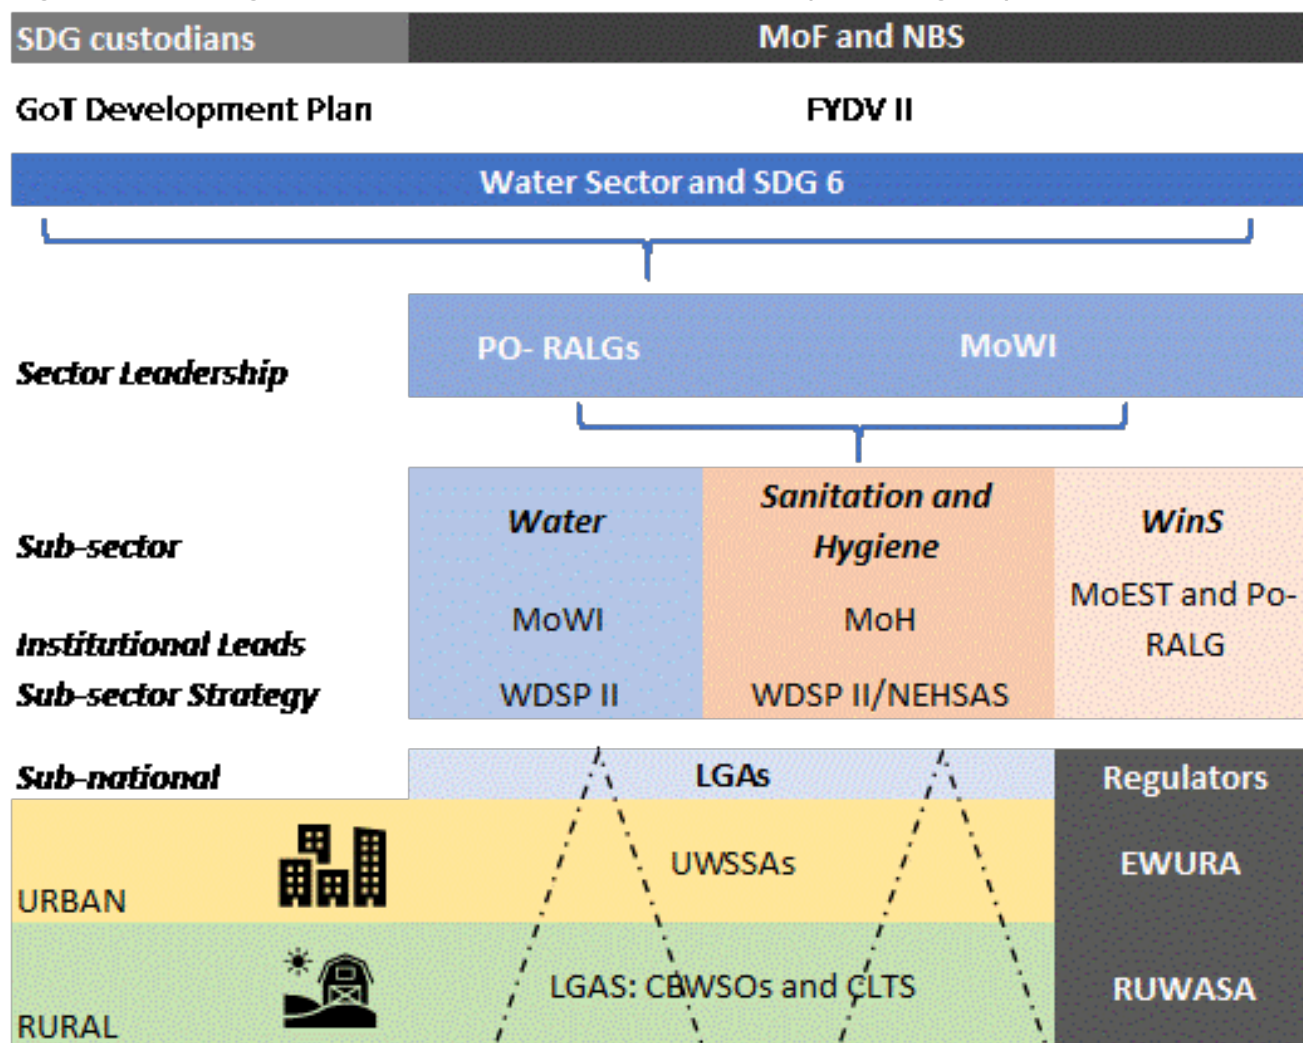 SDG custodians MoF and NBS
GoT Development Plan FYDV II
Water Sector and SDG 6
PO- RALGs MoWI
Sector Leadership
Sanitation and
Water WinS
Sub-sector Hygiene
MoEST and Po-
MoWI MoH
Institutional Leads RALG
Sub-sector Strategy WDSP II WDSP II/NEHSAS
Sub-national LGAs Regulators
UWSSAs EWURA
URBAN
LGAS: CBWSOs and CLTS RUWASA
RURAL